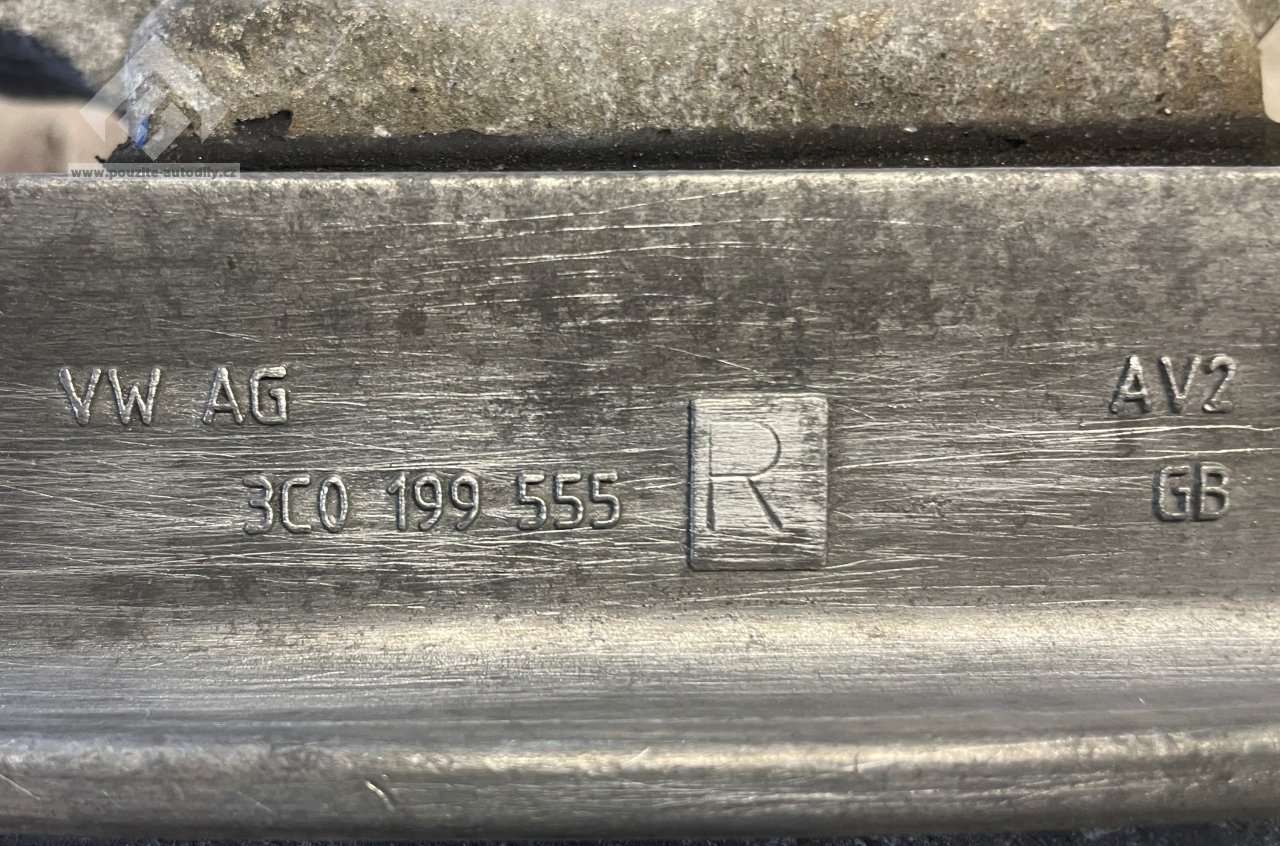 www.pouzite-autodily.cz
VW AG
AV2
3C0 199 555
R
GB